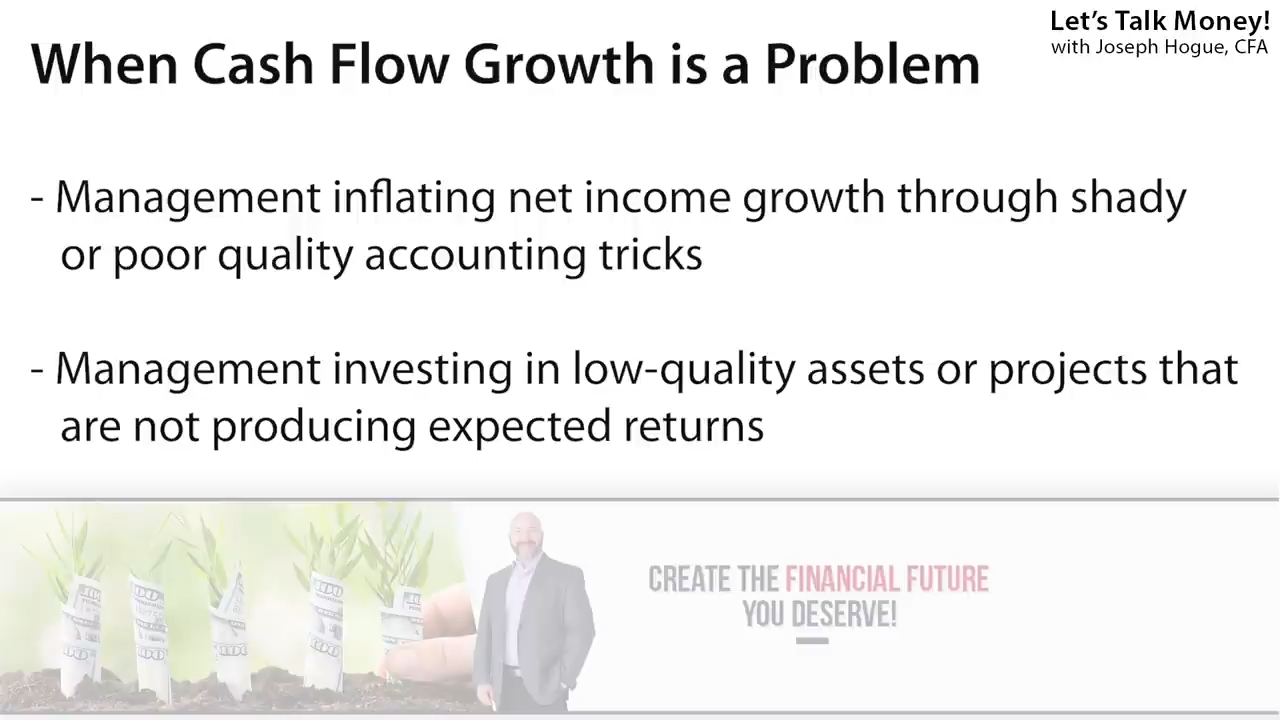 Let's Talk Money!
with Joseph Hogue, CFA
When Cash Flow Growth is a Problem
- Management inflating net income growth through shady
or poor quality accounting tricks
- Management investing in low-quality assets or projects that
are not producing expected returns
CREATE THE FINANCIAL FUTURE
YOU DESERVE!